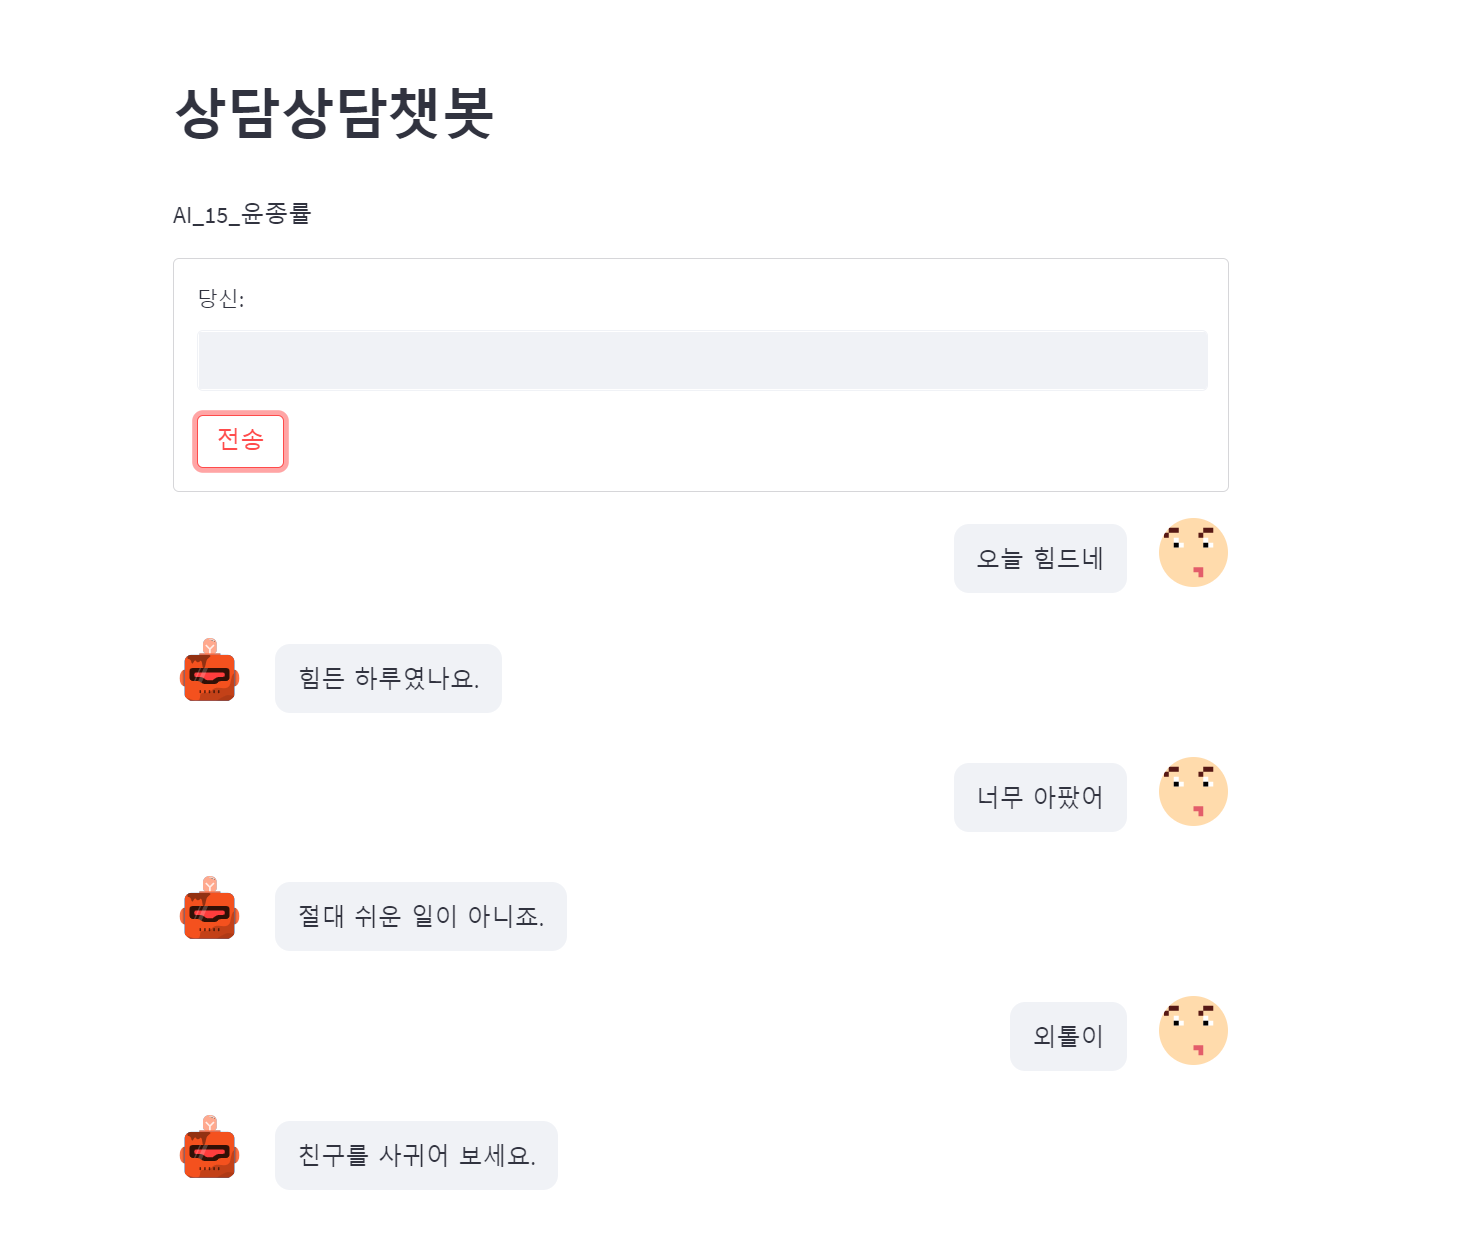 상담상담챗봇
AI_15_윤종률
당신:
전송
오늘 힘드네
힘든 하루였나요.
너무 아팠어
절대 쉬운 일이 아니죠.
외톨이
친구를 사귀어 보세요.